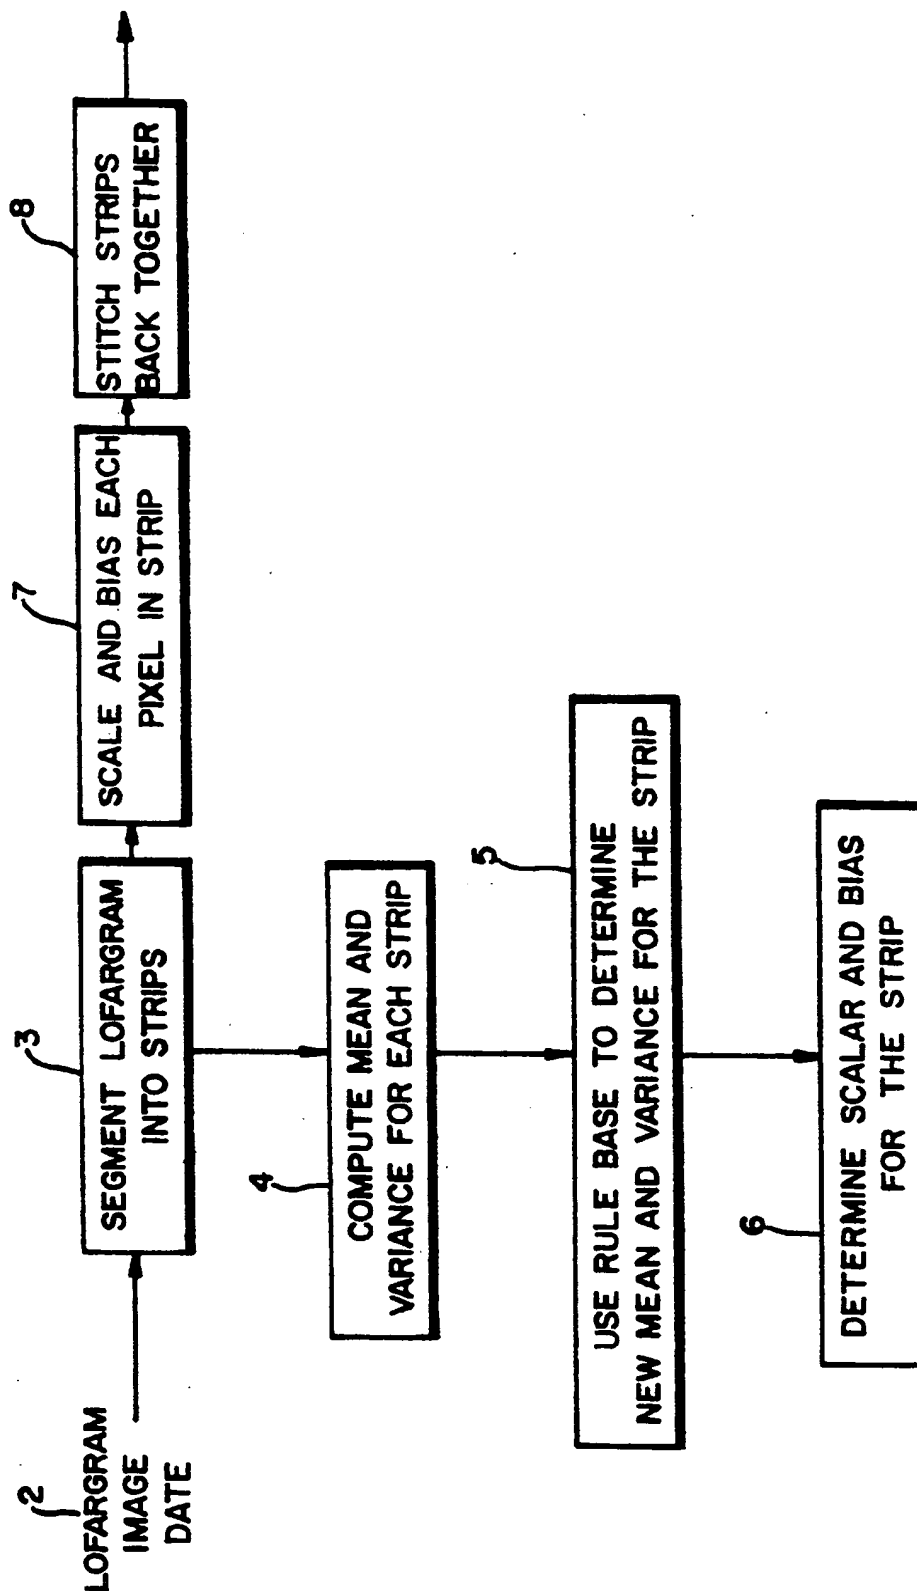 2
LOFARGRAM
IMAGE
DATE
3
SEGMENT LOFARGRAM
INTO STRIPS
7
SCALE AND BIAS EACH
PIXEL IN STRIP
8
STITCH STRIPS
BACK TOGETHER
4
COMPUTE MEAN AND
VARIANCE FOR EACH STRIP
5
USE RULE BASE TO DETERMINE
NEW MEAN AND VARIANCE FOR THE STRIP
6
DETERMINE SCALAR AND BIAS
FOR THE STRIP